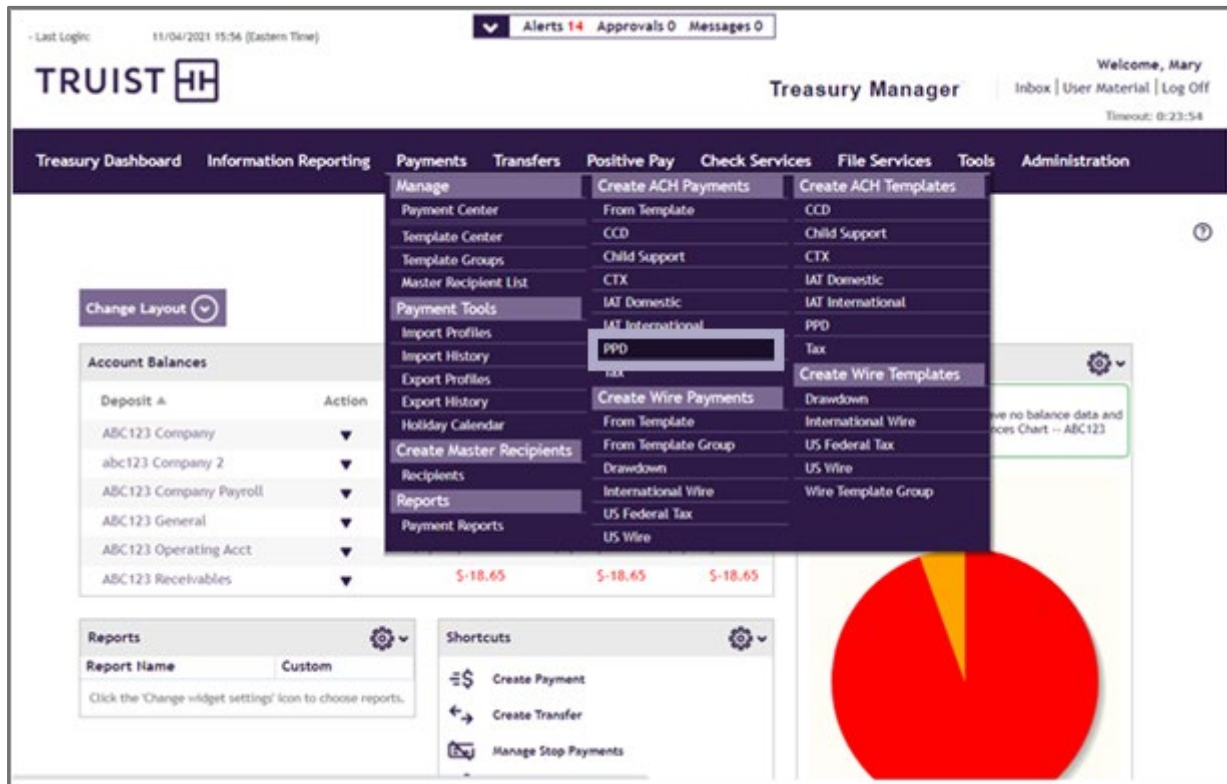 Alerts 14 Approvals 0 Messages 0
- Last Login: 11/04/2021 15:56 (Eastern Time)
TRUIST
Treasury Manager
Welcome, Mary
Inbox | User Material | Log Off
Timeout: 0:23:54
Treasury Dashboard Information Reporting Payments Transfers Positive Pay Check Services File Services Tools Administration
Manage
Payment Center
Template Center
Template Groups
Master Recipient List
Payment Tools
Import Profiles
Import History
Export Profiles
Export History
Holiday Calendar
Create Master Recipients
Recipients
Reports
Payment Reports
Create ACH Payments
From Template
CCD
Child Support
CTX
IAT Domestic
IAT International
PPD
Tax
Create Wire Payments
From Template
From Template Group
Drawdown
International Wire
US Federal Tax
US Wire
Create ACH Templates
CCD
Child Support
CTX
IAT Domestic
IAT International
PPD
Tax
Create Wire Templates
Drawdown
International Wire
US Federal Tax
US Wire
Wire Template Group
Change Layout
Account Balances
Deposit Action
ABC123 Company
abc123 Company 2
ABC123 Company Payroll
ABC123 General
ABC123 Operating Acct
ABC123 Receivables $-18.65 $-18.65 $-18.65
no balance data and
Chart -- ABC123
Reports
Report Name Custom
Click the 'Change widget settings' icon to choose reports.
Shortcuts
Create Payment
Create Transfer
Manage Stop Payments